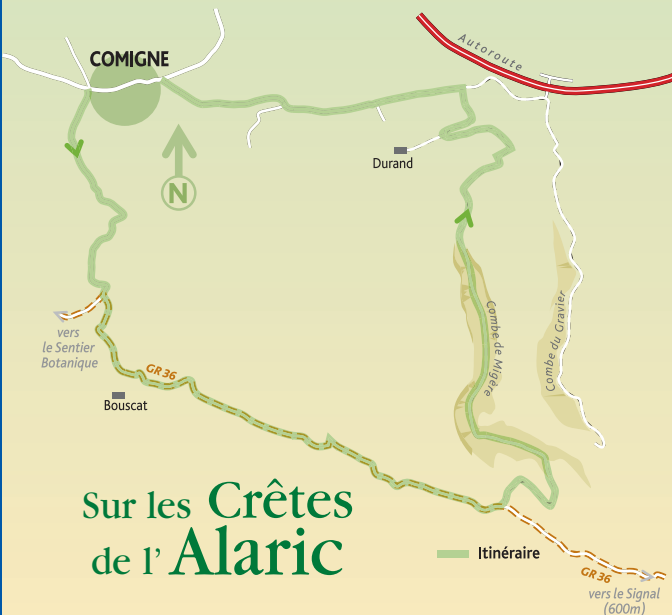 COMIGNE
Autoroute
N
Durand
vers
le Sentier
Botanique
GR 36
Bouscat
Combe de Migère
Combe du Gravier
Sur les Crêtes
de l' Alaric
Itinéraire
GR 36
vers le Signal
(600m)